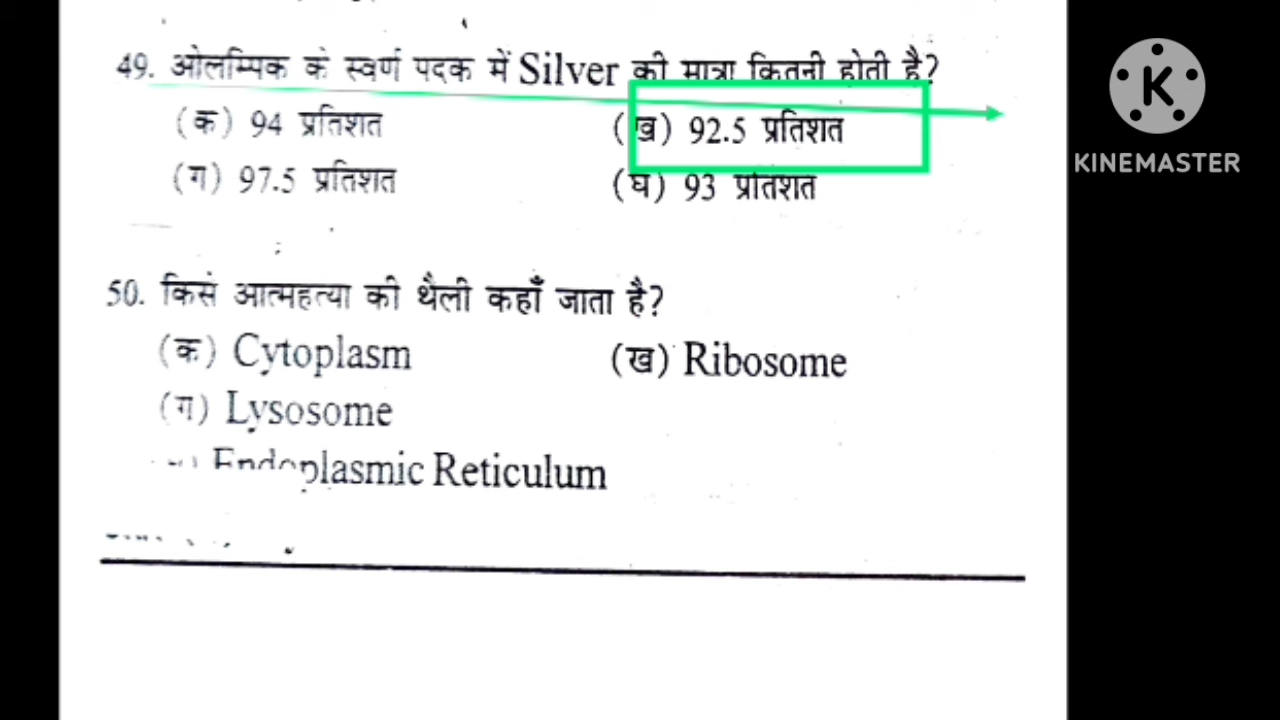 49. ओलम्पिक के स्वर्ण पदक में Silver की मात्रा कितनी होती है?
(क) 94 प्रतिशत (ख) 92.5 प्रतिशत
(ग) 97.5 प्रतिशत (घ) 93 प्रतिशत
50. किसे आत्महत्या की थैली कहाँ जाता है?
(क) Cytoplasm (ख) Ribosome
(ग) Lysosome
Endoplasmic Reticulum
K
KINEMASTER